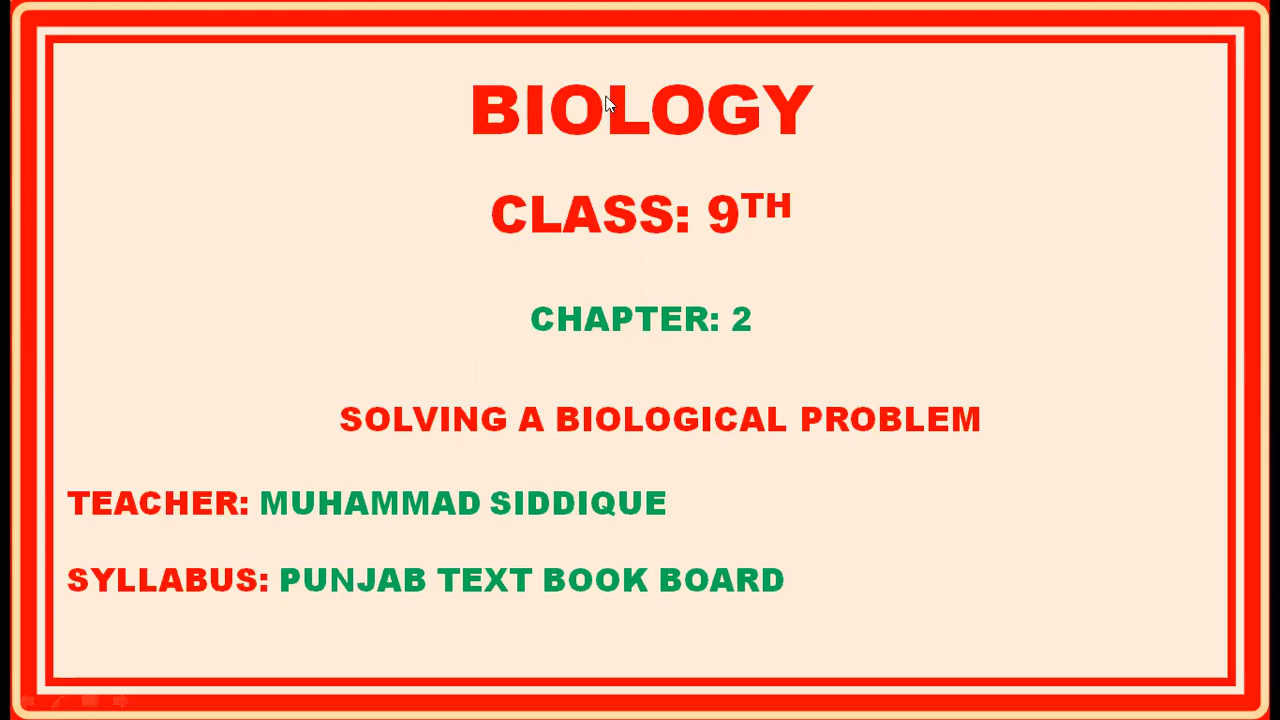 BIOLOGY
CLASS: 9TH
CHAPTER: 2
SOLVING A BIOLOGICAL PROBLEM
TEACHER: MUHAMMAD SIDDIQUE
SYLLABUS: PUNJAB TEXT BOOK BOARD